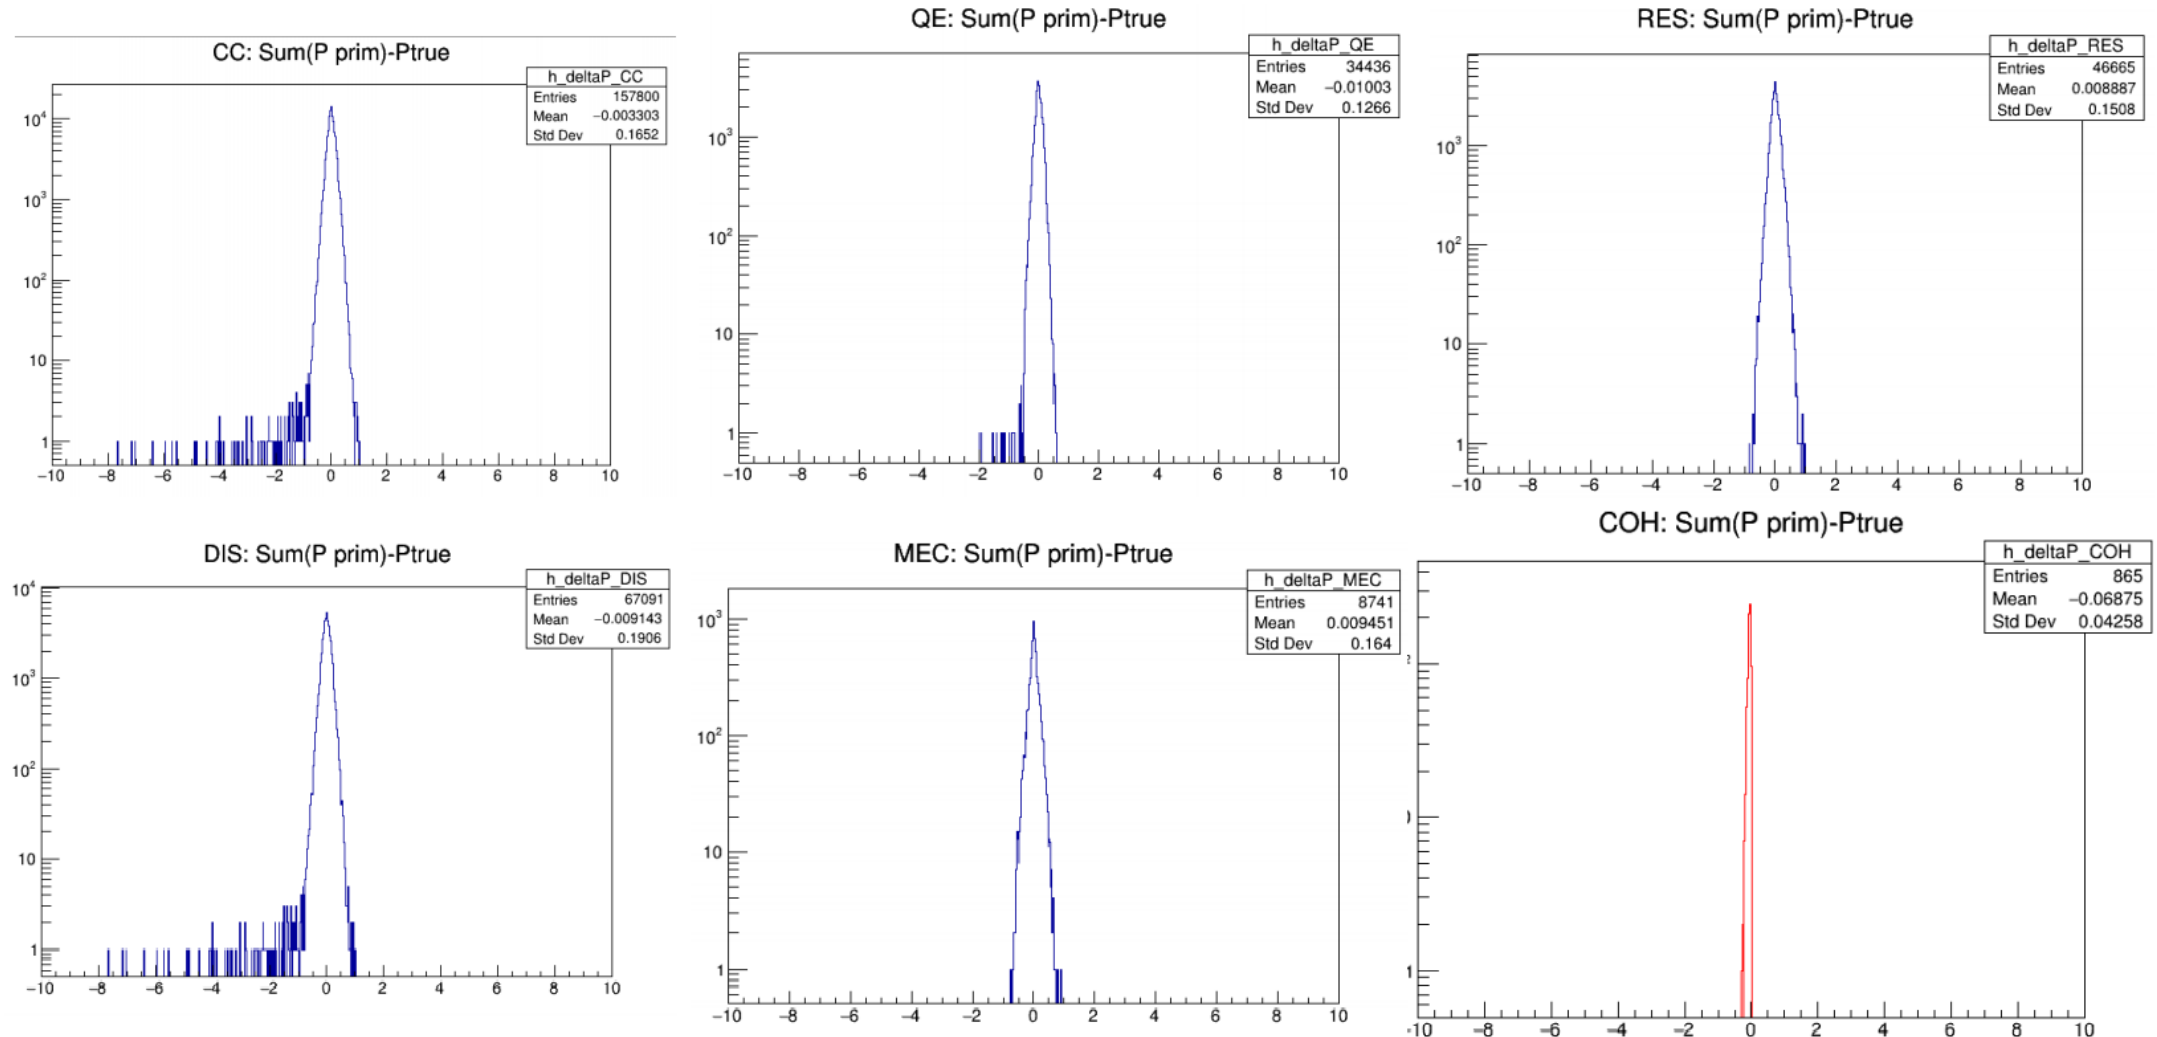 CC: Sum(P prim)-Ptrue
h_deltaP_CC
Entries 157800
Mean −0.003303
Std Dev 0.1652
10⁴
10³
10²
10
1
−10 −8 −6 −4 −2 0 2 4 6 8 10
QE: Sum(P prim)-Ptrue
h_deltaP_QE
Entries 34436
Mean −0.01003
Std Dev 0.1266
10³
10²
10
1
−10 −8 −6 −4 −2 0 2 4 6 8 10
RES: Sum(P prim)-Ptrue
h_deltaP_RES
Entries 46665
Mean 0.008887
Std Dev 0.1508
10³
10²
10
1
−10 −8 −6 −4 −2 0 2 4 6 8 10
DIS: Sum(P prim)-Ptrue
h_deltaP_DIS
Entries 67091
Mean −0.009143
Std Dev 0.1906
10⁴
10³
10²
10
1
−10 −8 −6 −4 −2 0 2 4 6 8 10
MEC: Sum(P prim)-Ptrue
h_deltaP_MEC
Entries 8741
Mean 0.009451
Std Dev 0.164
10³
10²
10
1
−10 −8 −6 −4 −2 0 2 4 6 8 10
COH: Sum(P prim)-Ptrue
h_deltaP_COH
Entries 865
Mean −0.06875
Std Dev 0.04258
1
-10 −8 −6 −4 −2 0 2 4 6 8 10